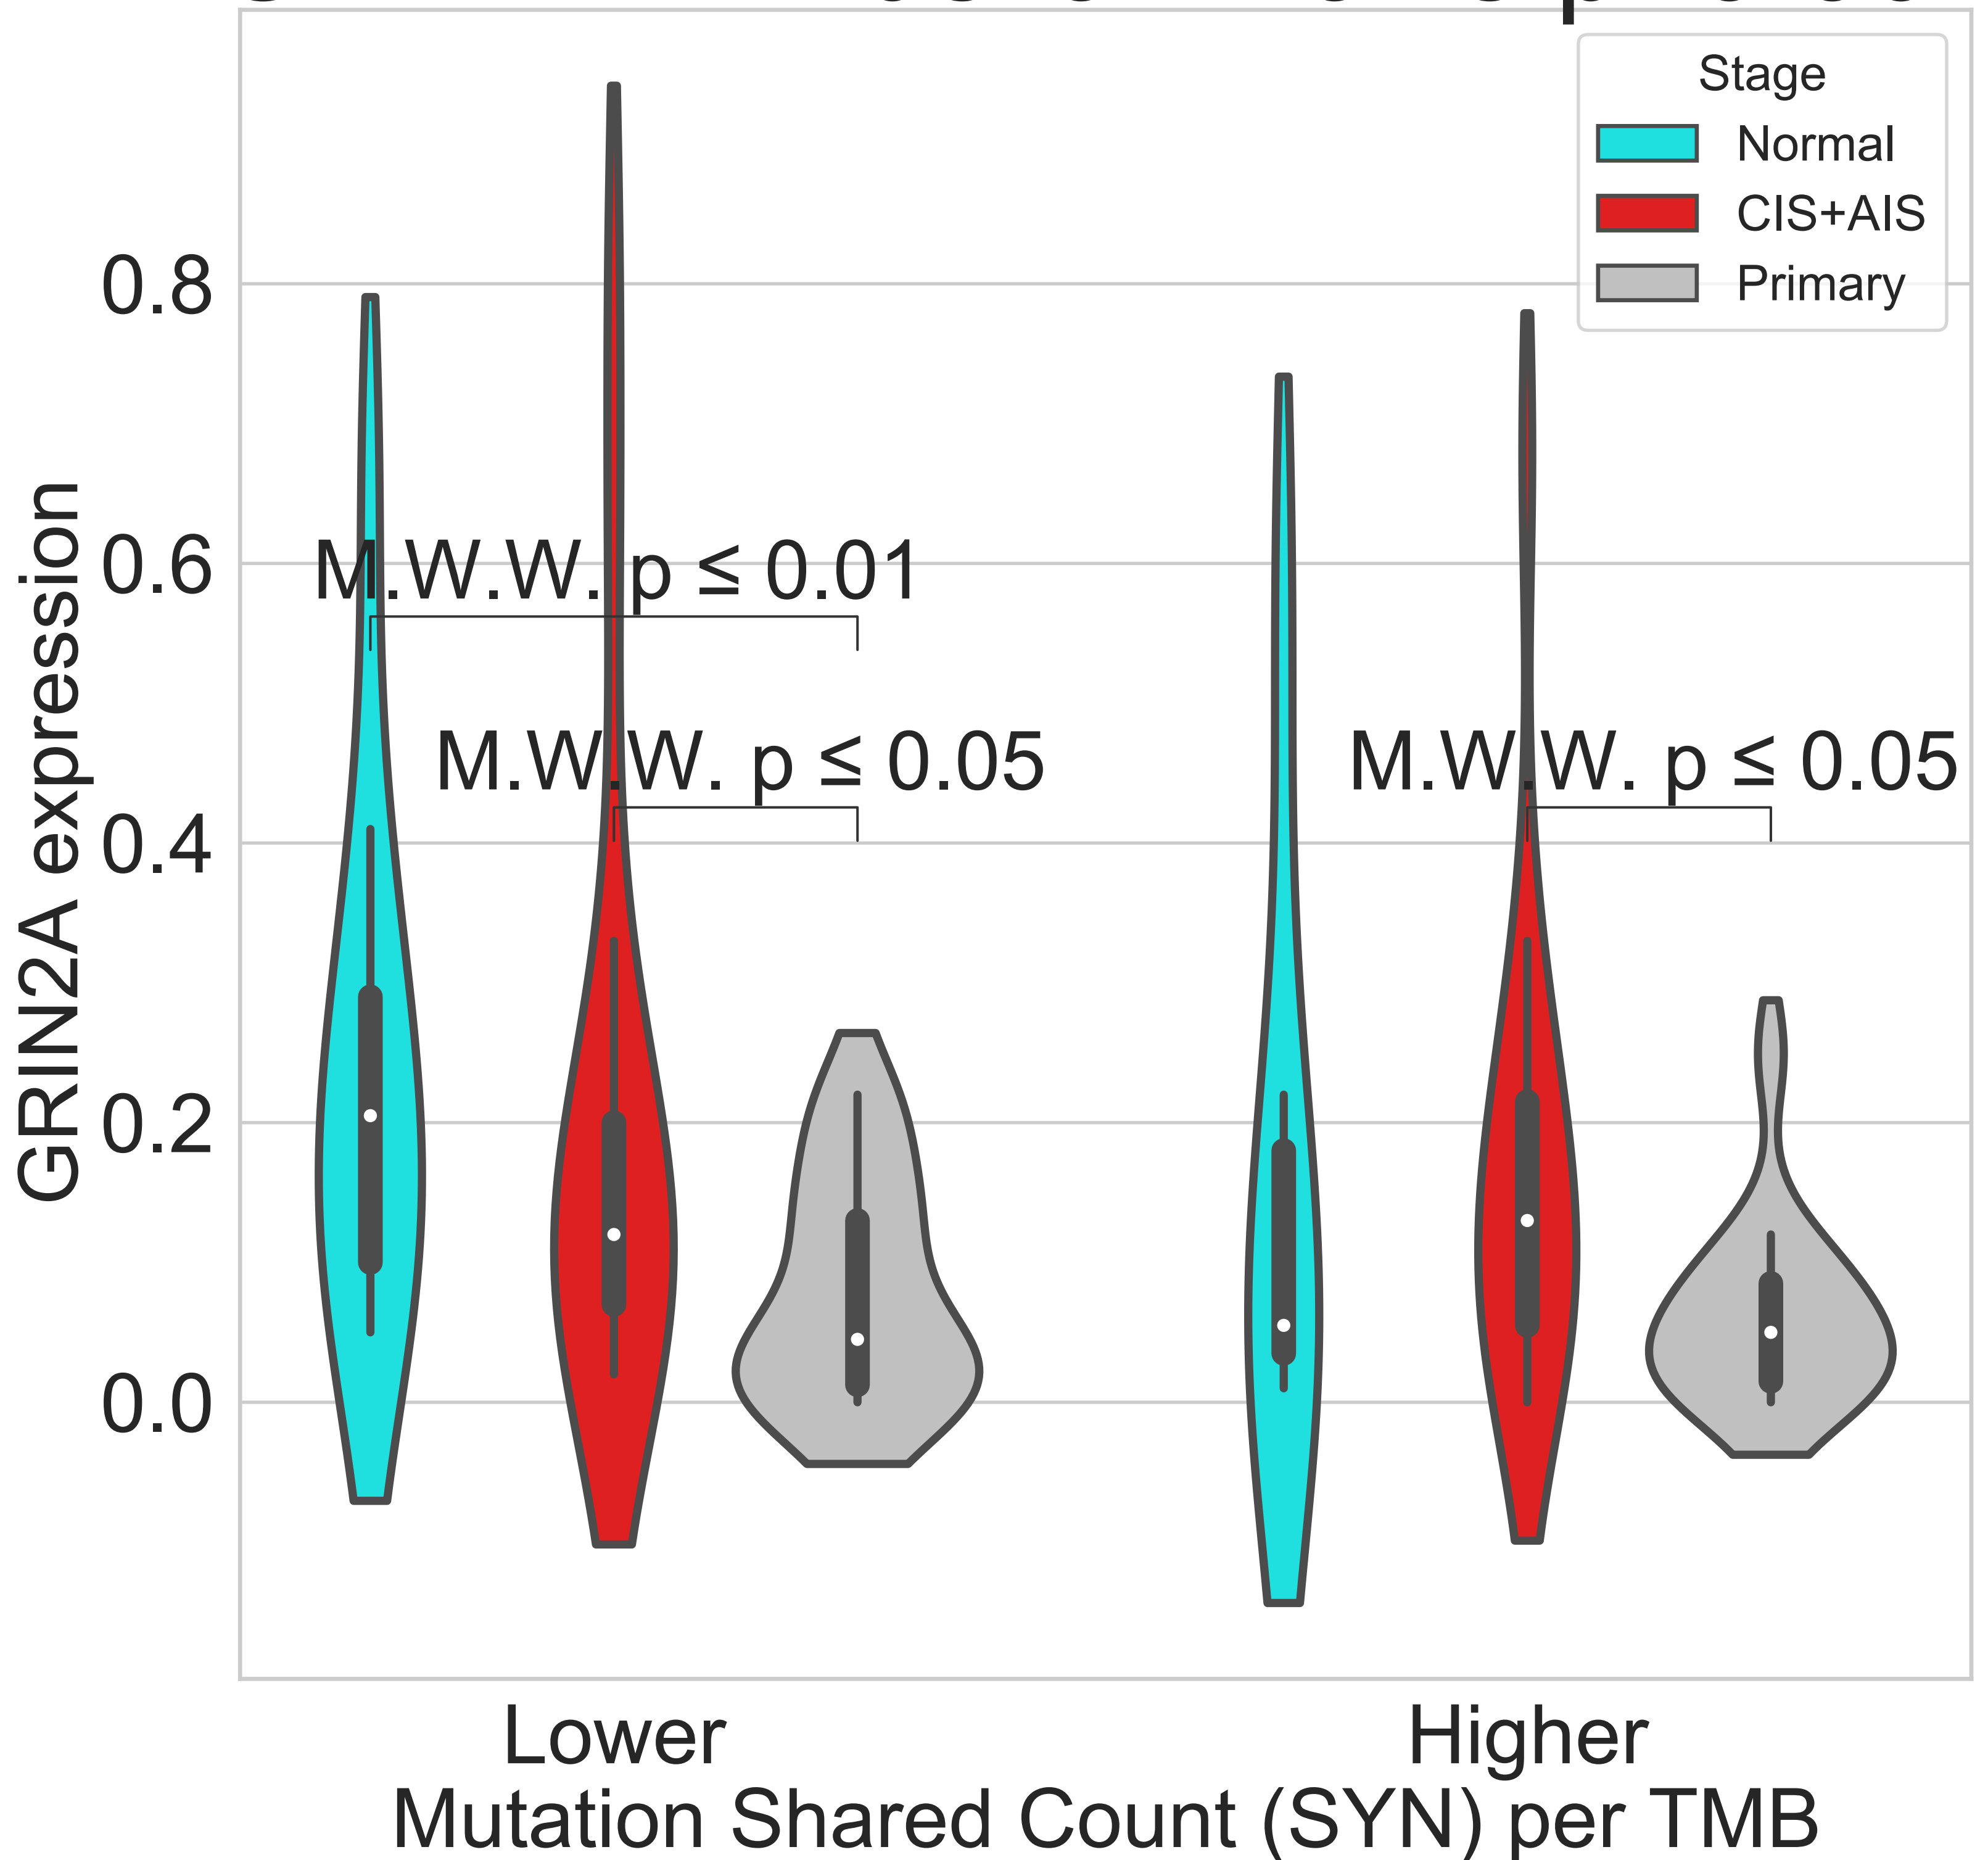 Stage
Normal
CIS+AIS
Primary
GRIN2A expression
0.8
0.6
0.4
0.2
0.0
M.W.W. p ≤ 0.01
M.W.W. p ≤ 0.05
M.W.W. p ≤ 0.05
Lower
Higher
Mutation Shared Count (SYN) per TMB